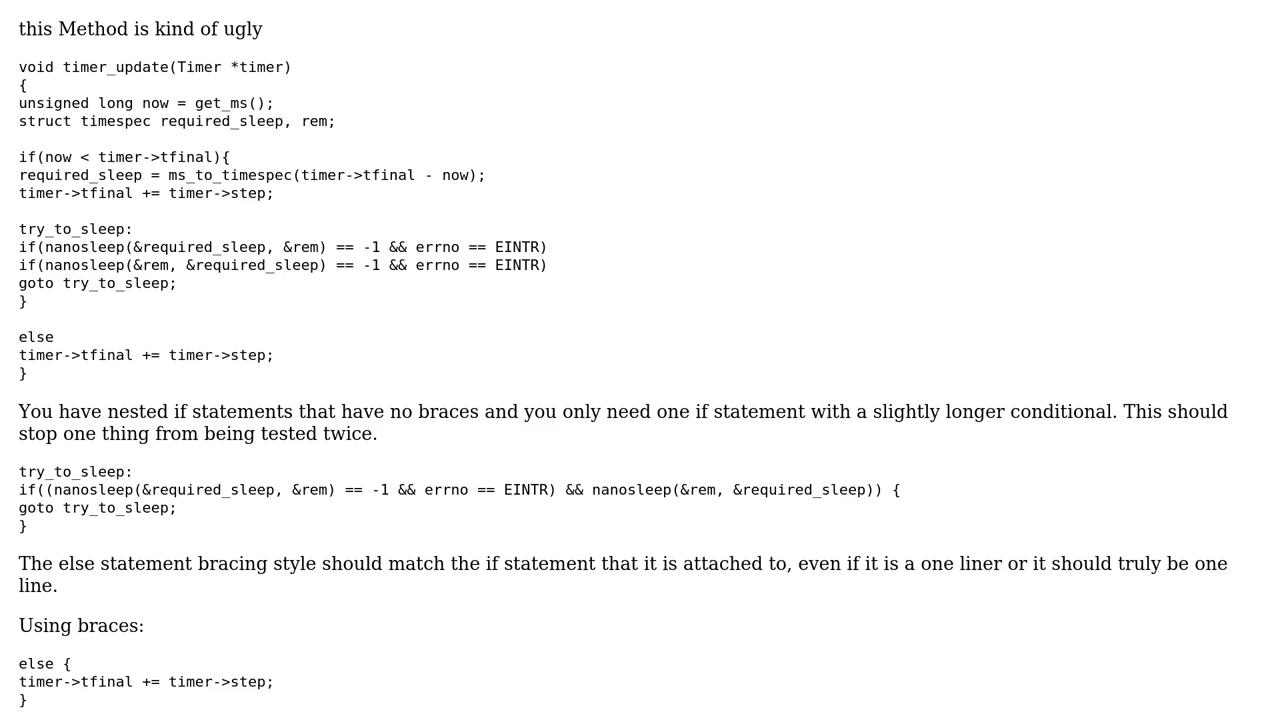 this Method is kind of ugly
void timer_update(Timer *timer)
{
unsigned long now = get_ms();
struct timespec required_sleep, rem;
if(now < timer->tfinal){
required_sleep = ms_to_timespec(timer->tfinal - now);
timer->tfinal += timer->step;
try_to_sleep:
if(nanosleep(&required_sleep, &rem) == -1 && errno == EINTR)
if(nanosleep(&rem, &required_sleep) == -1 && errno == EINTR)
goto try_to_sleep;
}
else
timer->tfinal += timer->step;
}
You have nested if statements that have no braces and you only need one if statement with a slightly longer conditional. This should
stop one thing from being tested twice.
try_to_sleep:
if((nanosleep(&required_sleep, &rem) == -1 && errno == EINTR) && nanosleep(&rem, &required_sleep)) {
goto try_to_sleep;
}
The else statement bracing style should match the if statement that it is attached to, even if it is a one liner or it should truly be one
line.
Using braces:
else {
timer->tfinal += timer->step;
}